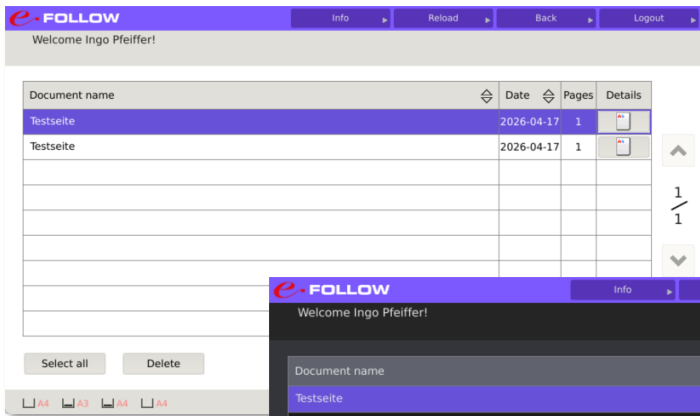 e-FOLLOW Info Reload Back Logout
Welcome Ingo Pfeiffer!
Document name Date Pages Details
Testseite 2026-04-17 1
Testseite 2026-04-17 1
1
1
Select all Delete
A4 A3 A4 A4
e-FOLLOW Info
Welcome Ingo Pfeiffer!
Document name
Testseite